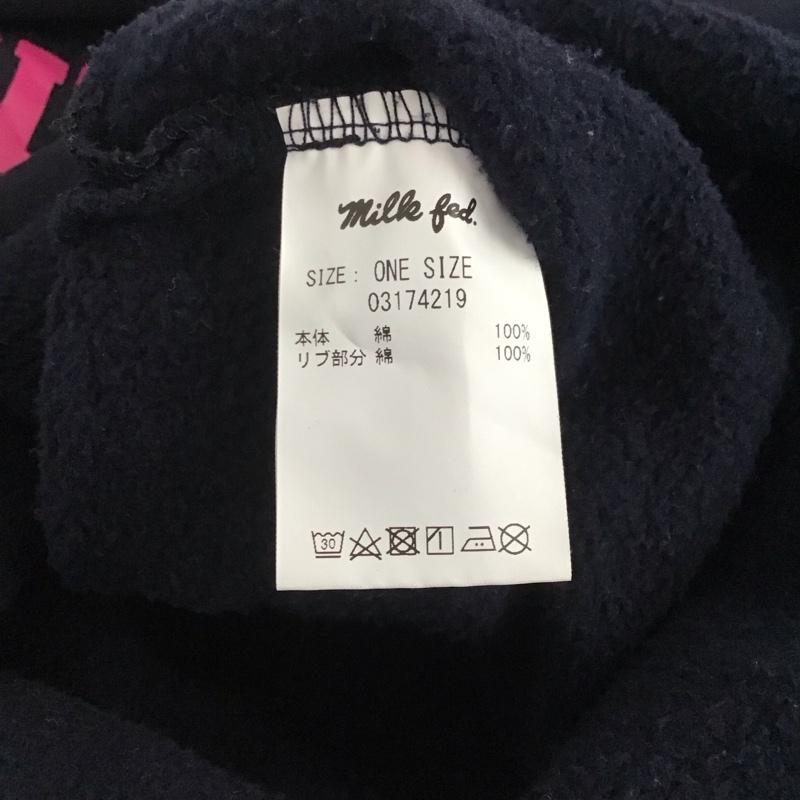 Milk fed.
SIZE: ONE SIZE
03174219
本体 綿 100%
リブ部分 綿 100%
30